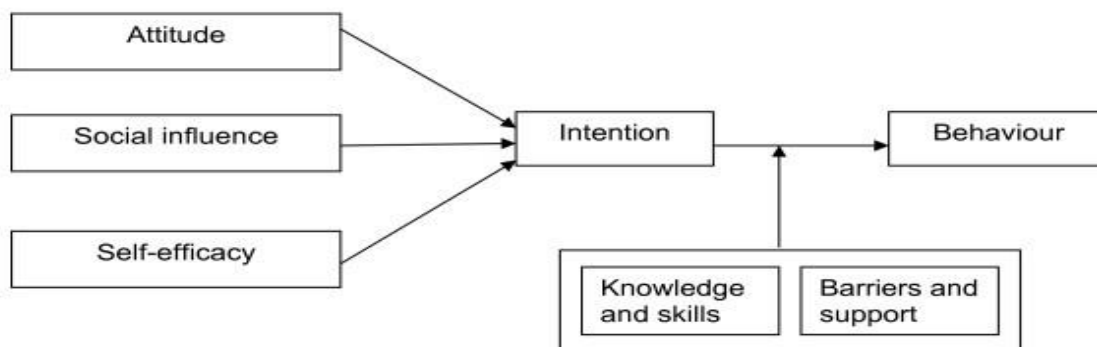 Attitude
Social influence
Self-efficacy
Intention
Behaviour
Knowledge
and skills
Barriers and
support